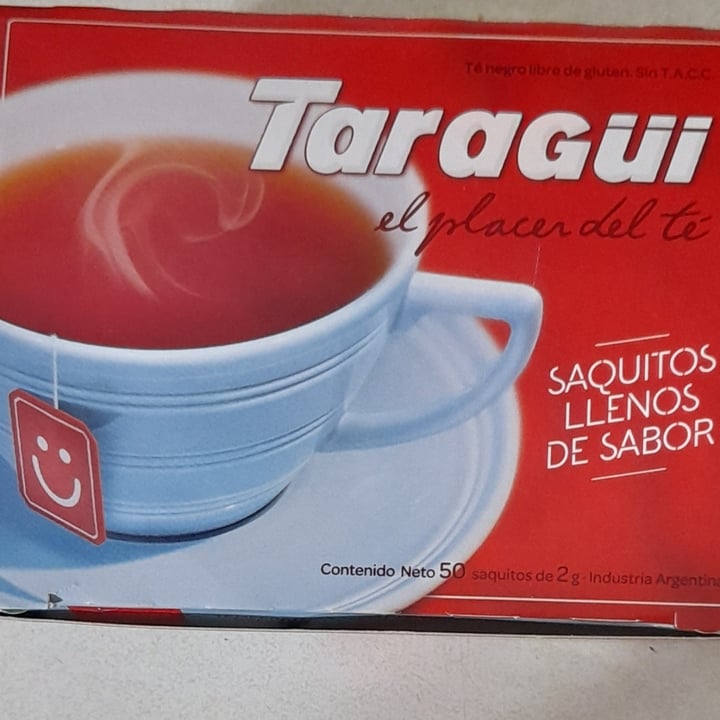 Té negro libre de gluten. Sin T.A.C.C.
TaraGüi
el placer del té
SAQUITOS
LLENOS
DE SABOR
Contenido Neto 50 saquitos de 2 g - Industria Argentin